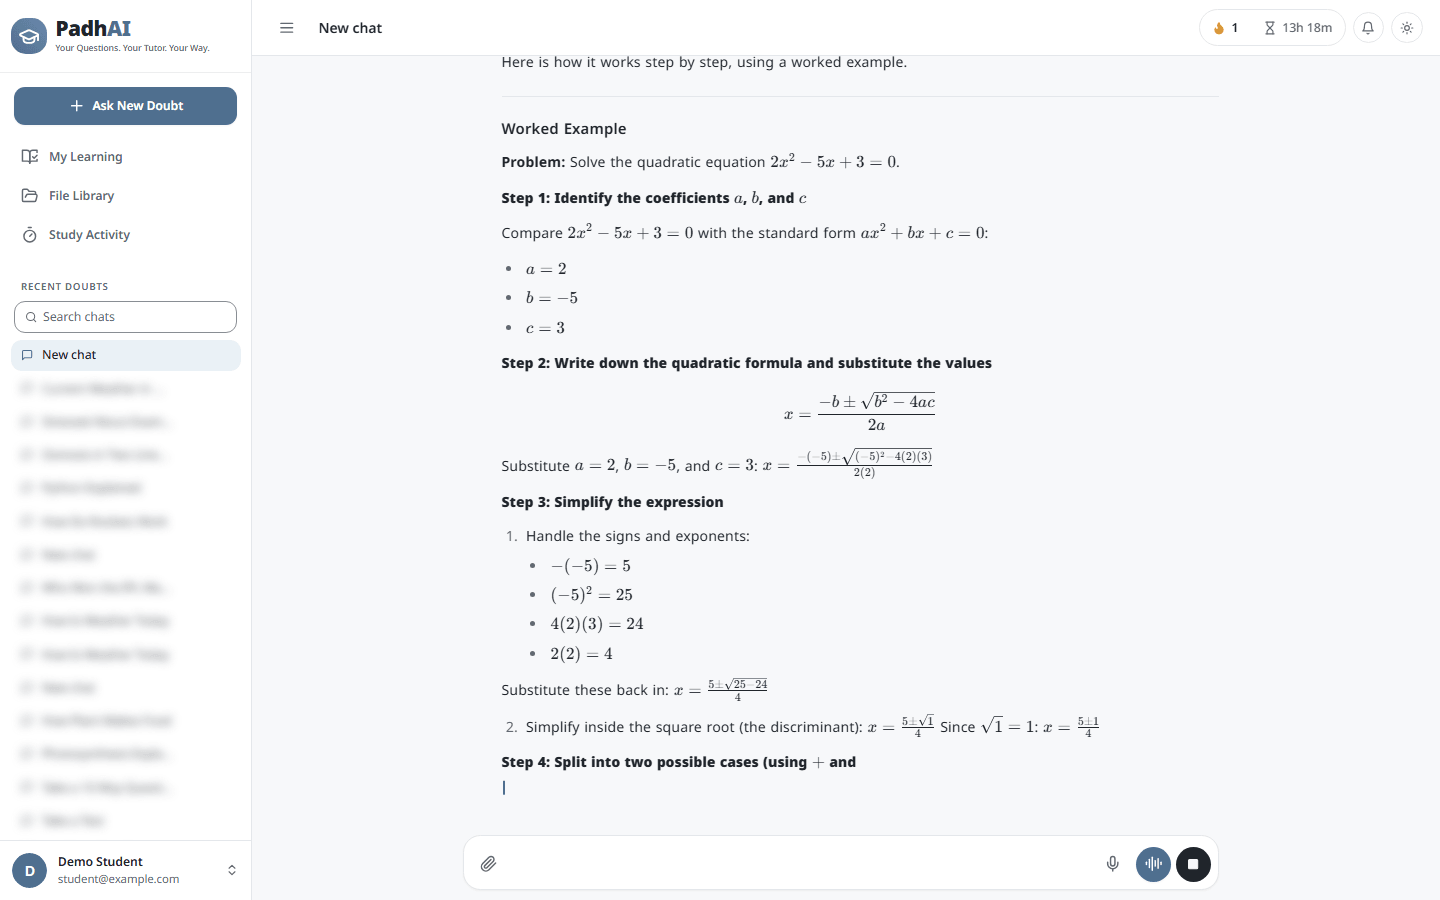 PadhAI
Your Questions. Your Tutor. Your Way.
Ask New Doubt
My Learning
File Library
Study Activity
RECENT DOUBTS
Search chats
New chat
D
Demo Student
student@example.com
New chat
1
13h 18m
Here is how it works step by step, using a worked example.
Worked Example
Problem: Solve the quadratic equation 2x² − 5x + 3 = 0.
Step 1: Identify the coefficients a, b, and c
Compare 2x² − 5x + 3 = 0 with the standard form ax² + bx + c = 0:
• a = 2
• b = −5
• c = 3
Step 2: Write down the quadratic formula and substitute the values
x = (−b ± √(b² − 4ac)) / 2a
Substitute a = 2, b = −5, and c = 3: x = (−(−5)±√((−5)²−4(2)(3))) / 2(2)
Step 3: Simplify the expression
1. Handle the signs and exponents:
• −(−5) = 5
• (−5)² = 25
• 4(2)(3) = 24
• 2(2) = 4
Substitute these back in: x = (5±√(25−24)) / 4
2. Simplify inside the square root (the discriminant): x = (5±√1) / 4 Since √1 = 1: x = (5±1) / 4
Step 4: Split into two possible cases (using + and